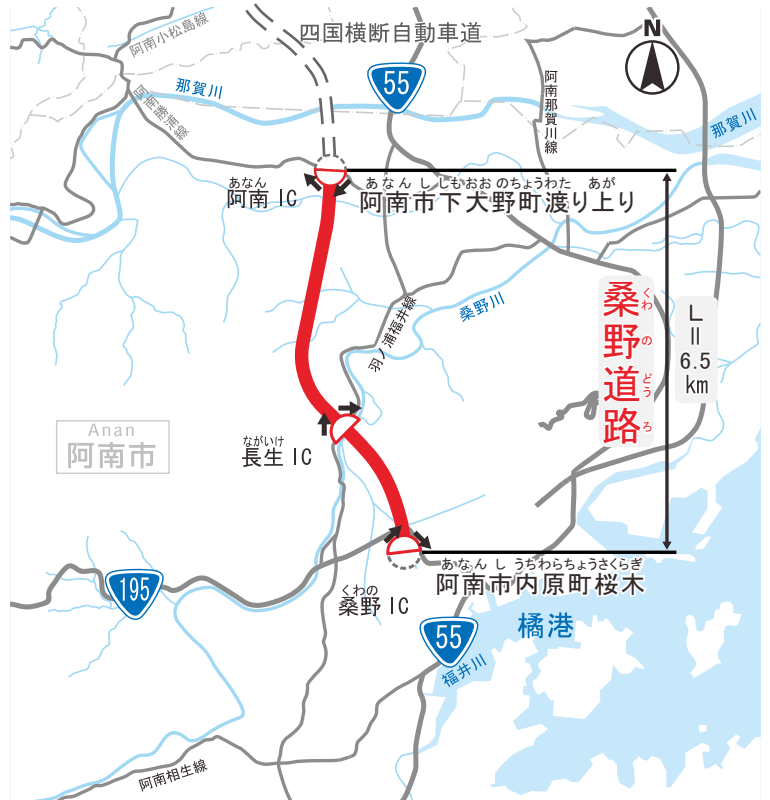 四国横断自動車道
N
阿南小松島線
55
那賀川
阿南勝浦線
阿南那賀川線
那賀川
あなん
阿南 IC
あなんし しもおおのちょうわた あが
阿南市下大野町渡り上り
桑野道路
くわ の どう ろ
L=6.5km
桑野川
羽ノ浦福井線
Anan
阿南市
ながいけ
長生 IC
あなんし うちわらちょうさくらぎ
阿南市内原町桜木
くわの
桑野 IC
195
55
橘港
福井川
阿南相生線